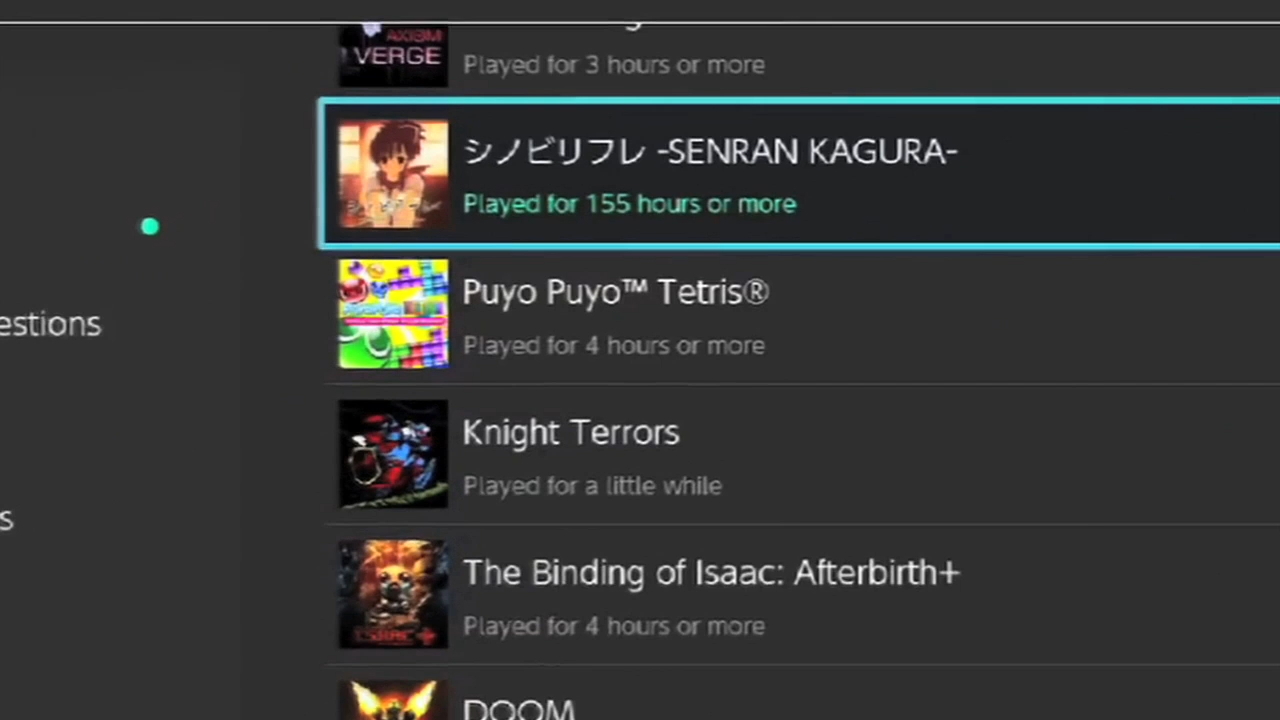 AXIOM
VERGE
Played for 3 hours or more
シノビリフレ -SENRAN KAGURA-
Played for 155 hours or more
Puyo Puyo™ Tetris®
Played for 4 hours or more
estions
Knight Terrors
Played for a little while
s
The Binding of Isaac: Afterbirth+
Played for 4 hours or more
ISAAC +
DOOM